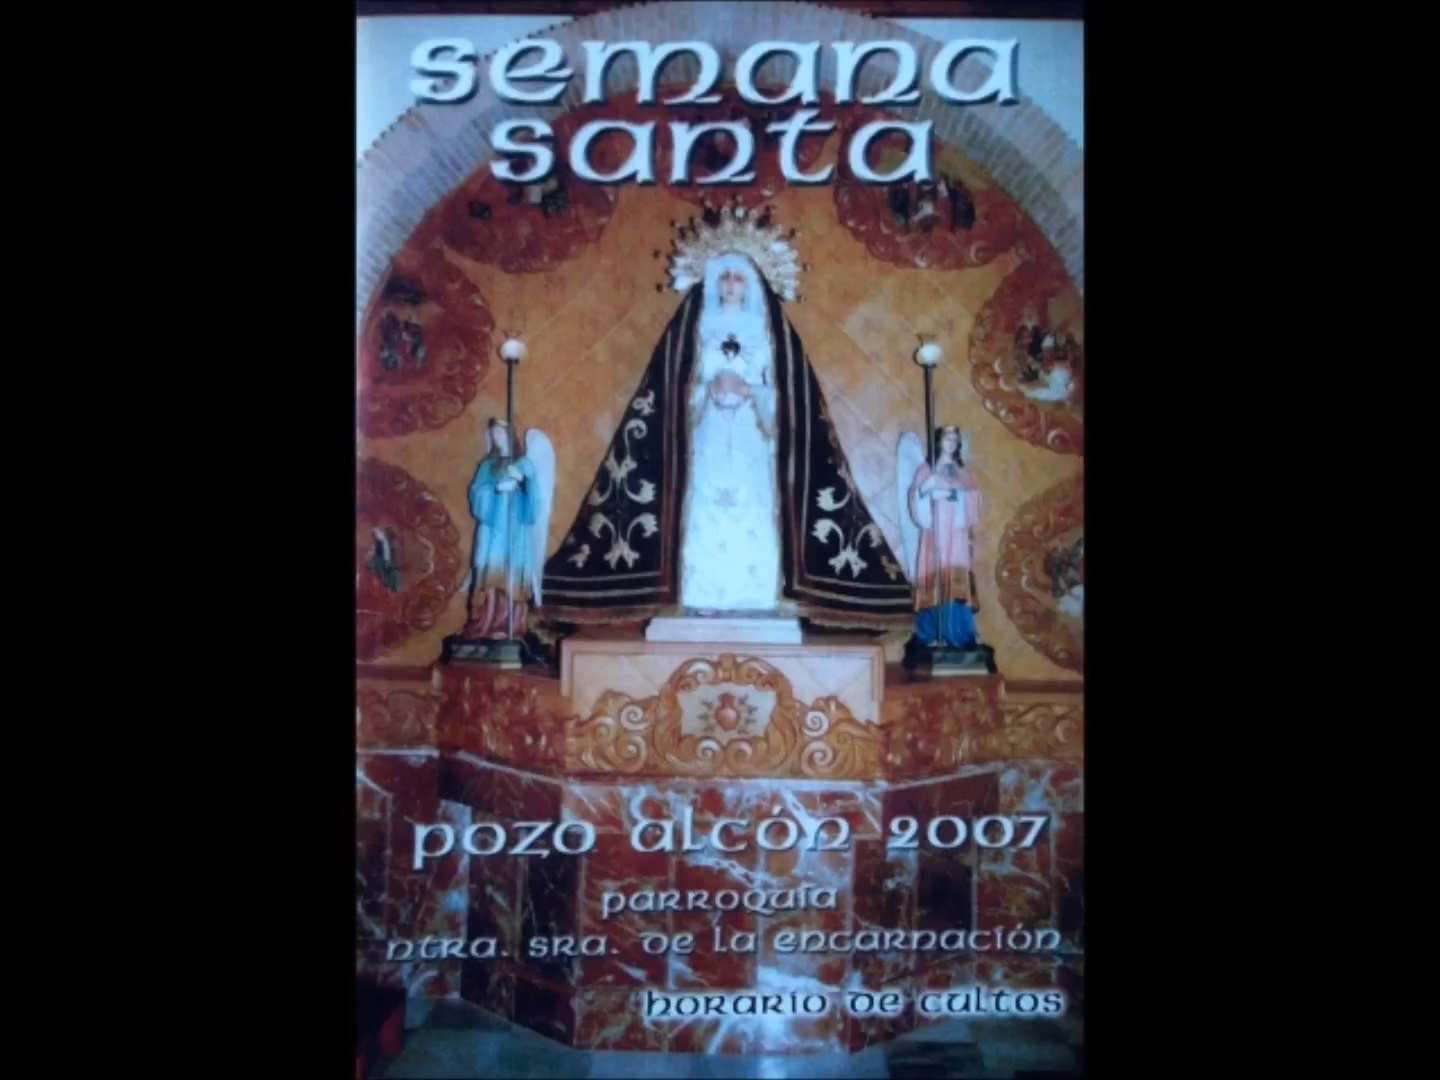 semana
santa
pozo alcón 2007
parroquia
ntra. sra. de la encarnación
horario de cultos